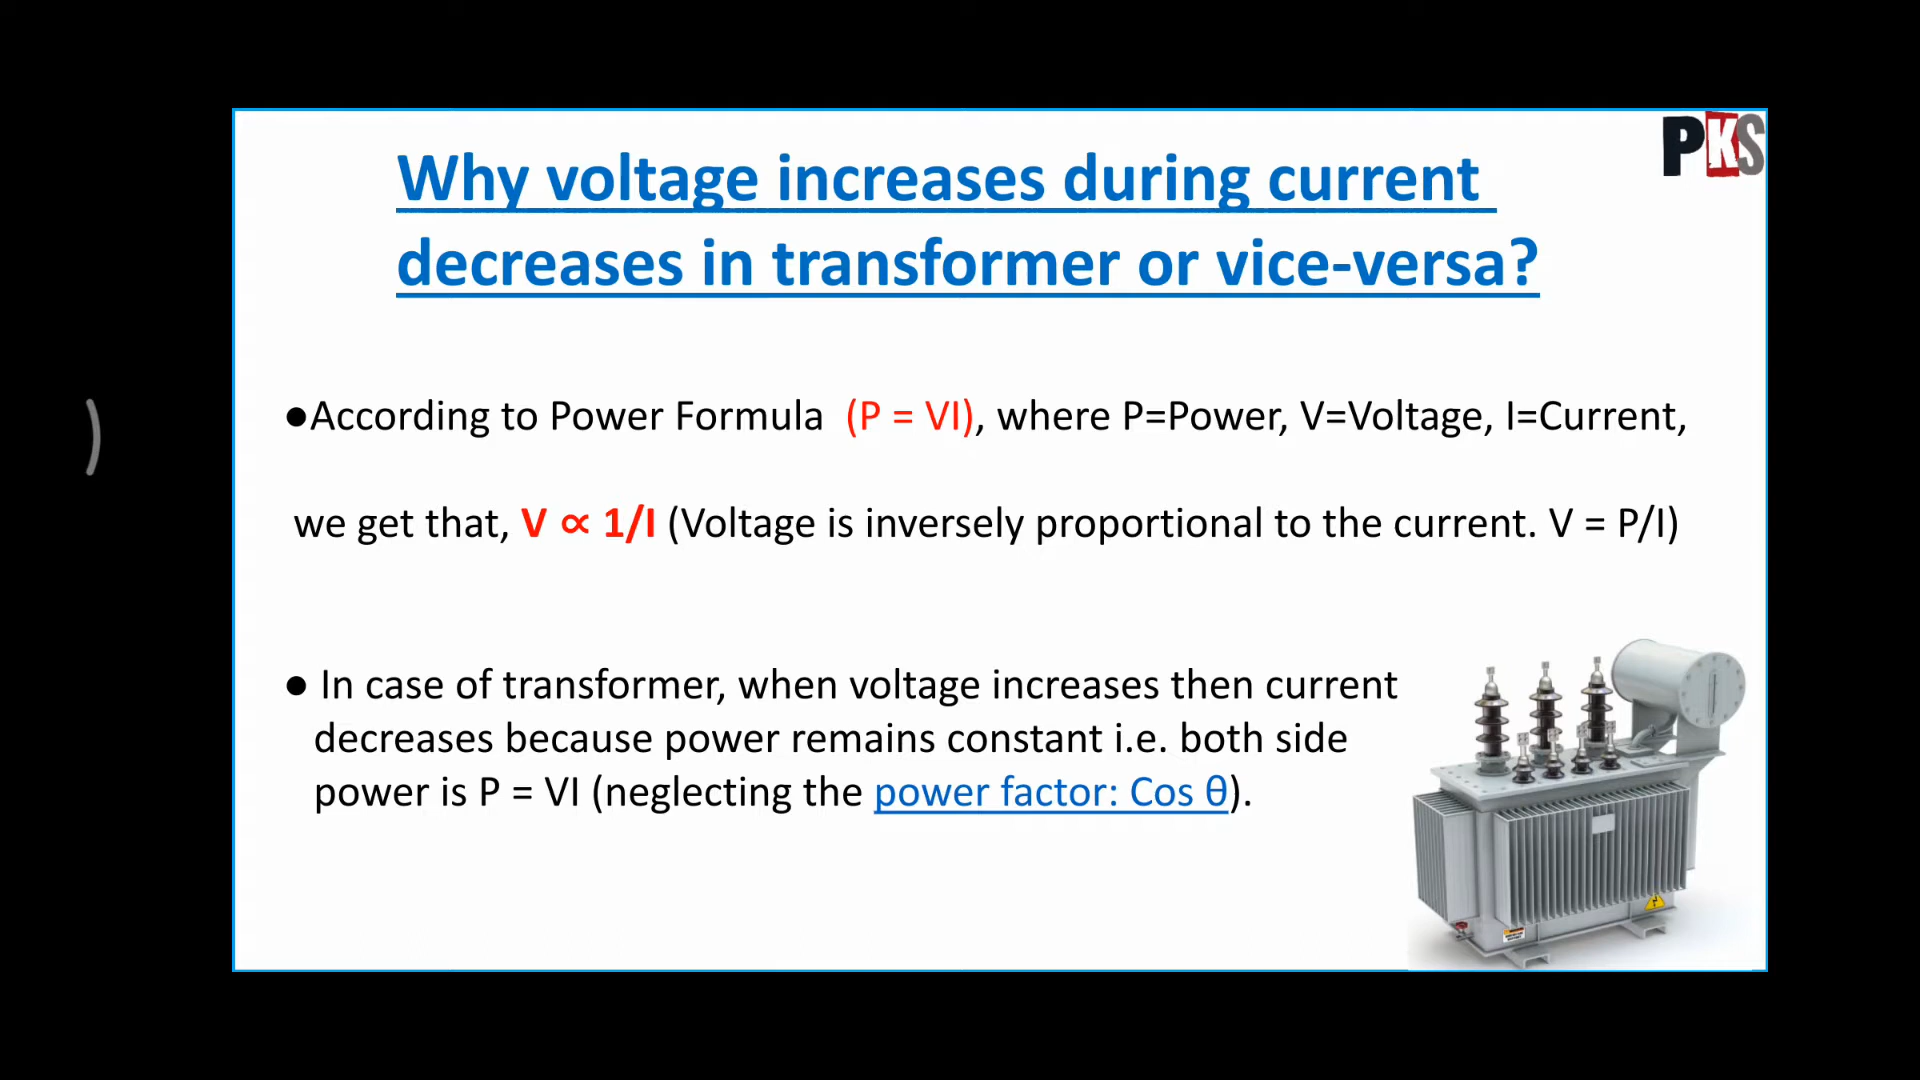 PKS
Why voltage increases during current
decreases in transformer or vice-versa?
●According to Power Formula (P = VI), where P=Power, V=Voltage, I=Current,
we get that, V ∝ 1/I (Voltage is inversely proportional to the current. V = P/I)
● In case of transformer, when voltage increases then current
decreases because power remains constant i.e. both side
power is P = VI (neglecting the power factor: Cos θ).